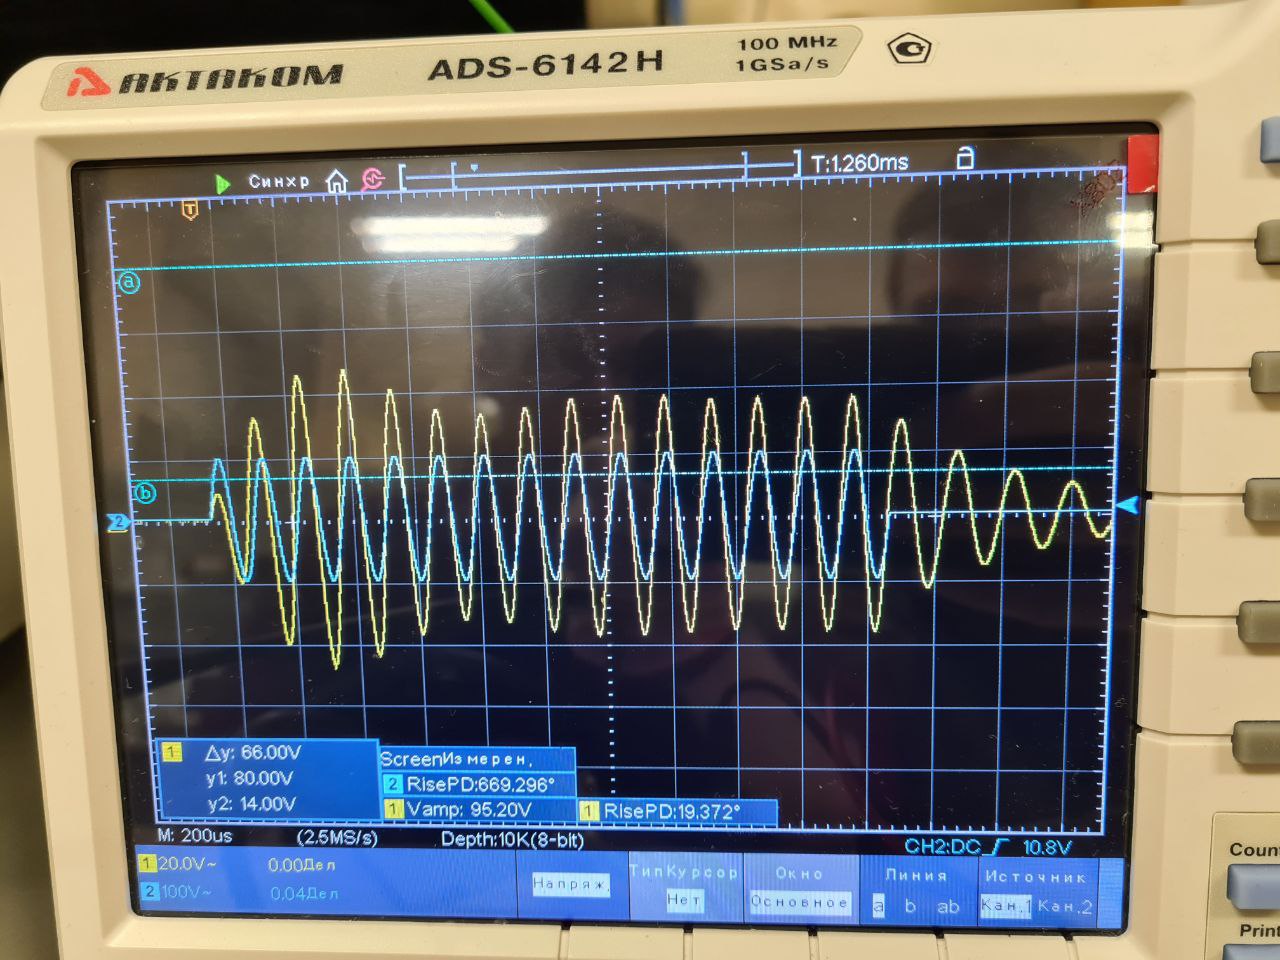 АКТАКОМ ADS-6142H 100 MHz
1GSa/s
Синхр T:1.260ms
T
a
b
2
1 Δy: 66.00V
y1: 80.00V
y2: 14.00V
ScreenИзмерен,
2 RisePD:669.296°
1 Vamp: 95.20V 1 RisePD:19.372°
M: 200us (2.5MS/s) Depth:10K(8-bit) CH2:DC 10.8V
1 20.0V~ 0.00Дел
2 100V~ 0.04Дел
Напряж.
ТипКурсор
Нет
Окно
Основное
Линия
a b ab
Источник
Кан.1 Кан.2
Print